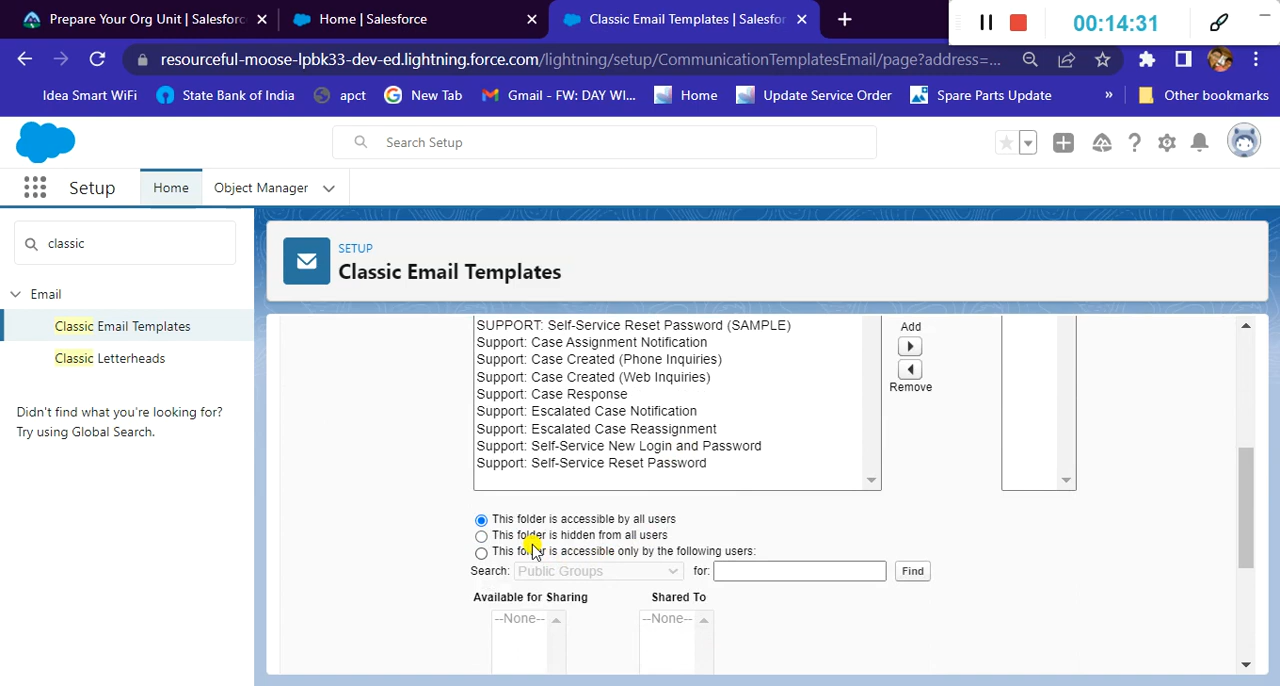 Prepare Your Org Unit | Salesforc
Home | Salesforce
Classic Email Templates | Salesfor
00:14:31
resourceful-moose-lpbk33-dev-ed.lightning.force.com/lightning/setup/CommunicationTemplatesEmail/page?address=...
Idea Smart WiFi
State Bank of India
apct
New Tab
Gmail - FW: DAY WI...
Home
Update Service Order
Spare Parts Update
»
Other bookmarks
Search Setup
Setup
Home
Object Manager
classic
Email
Classic Email Templates
Classic Letterheads
Didn't find what you're looking for?
Try using Global Search.
SETUP
Classic Email Templates
SUPPORT: Self-Service Reset Password (SAMPLE)
Support: Case Assignment Notification
Support: Case Created (Phone Inquiries)
Support: Case Created (Web Inquiries)
Support: Case Response
Support: Escalated Case Notification
Support: Escalated Case Reassignment
Support: Self-Service New Login and Password
Support: Self-Service Reset Password
Add
Remove
This folder is accessible by all users
This folder is hidden from all users
This folder is accessible only by the following users:
Search: Public Groups for: Find
Available for Sharing
Shared To
--None--
--None--